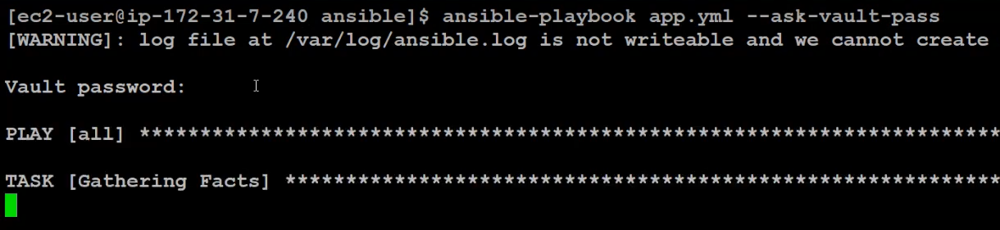 [ec2-user@ip-172-31-7-240 ansible]$ ansible-playbook app.yml --ask-vault-pass
[WARNING]: log file at /var/log/ansible.log is not writeable and we cannot create
Vault password:
PLAY [all] ***********************************************************************
TASK [Gathering Facts] ***********************************************************